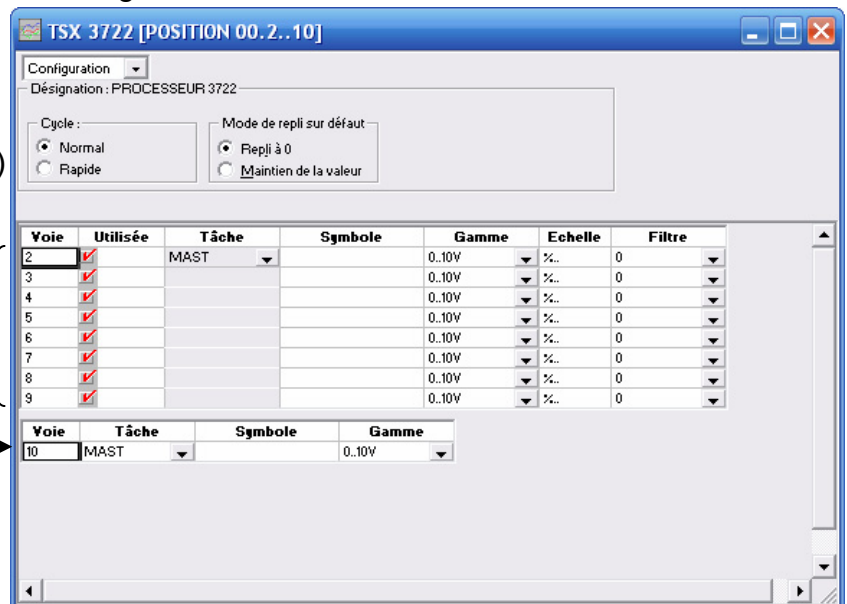 TSX 3722 [POSITION 00.2..10]
Configuration
Désignation : PROCESSEUR 3722
Cycle :
Normal
Rapide
Mode de repli sur défaut
Repli à 0
Maintien de la valeur
)
Voie Utilisée Tâche Symbole Gamme Echelle Filtre
2 MAST 0..10V %.. 0
3 0..10V %.. 0
4 0..10V %.. 0
5 0..10V %.. 0
6 0..10V %.. 0
7 0..10V %.. 0
8 0..10V %.. 0
9 0..10V %.. 0
Voie Tâche Symbole Gamme
10 MAST 0..10V